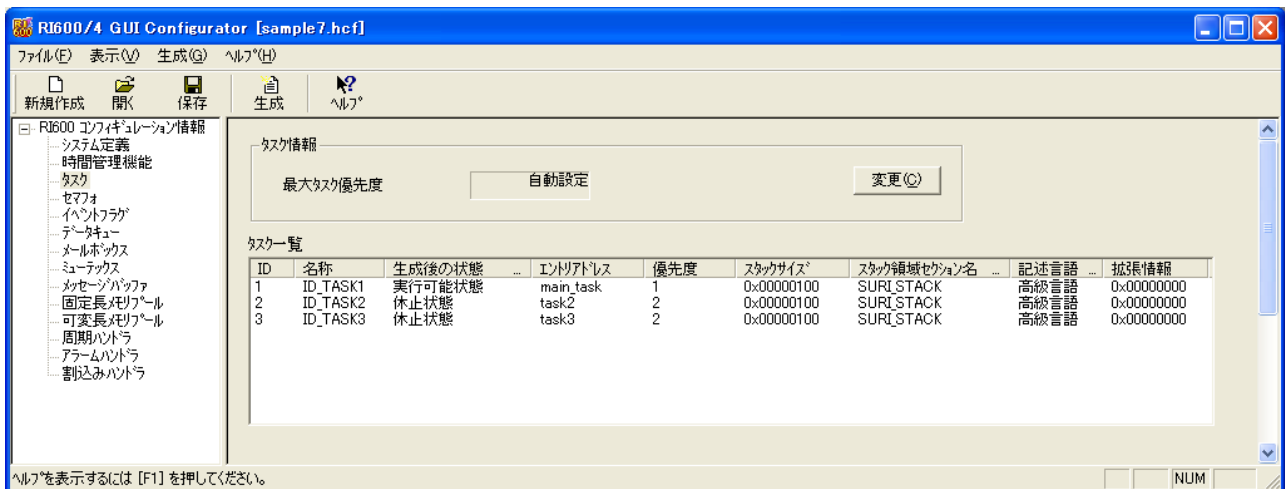 RI600/4 GUI Configurator [sample7.hcf]
ファイル(F) 表示(V) 生成(G) ヘルプ(H)
新規作成 開く 保存 生成 ヘルプ
RI600 コンフィギュレーション情報
システム定義
時間管理機能
タスク
セマフォ
イベントフラグ
データキュー
メールボックス
ミューテックス
メッセージバッファ
固定長メモリプール
可変長メモリプール
周期ハンドラ
アラームハンドラ
割込みハンドラ
タスク情報
最大タスク優先度 自動設定 変更(C)
タスク一覧
ID 名称 生成後の状態 ... エントリアドレス 優先度 スタックサイズ スタック領域セクション名 ... 記述言語 ... 拡張情報
1 ID_TASK1 実行可能状態 main_task 1 0x00000100 SURI_STACK 高級言語 0x00000000
2 ID_TASK2 休止状態 task2 2 0x00000100 SURI_STACK 高級言語 0x00000000
3 ID_TASK3 休止状態 task3 2 0x00000100 SURI_STACK 高級言語 0x00000000
ヘルプを表示するには [F1] を押してください。 NUM